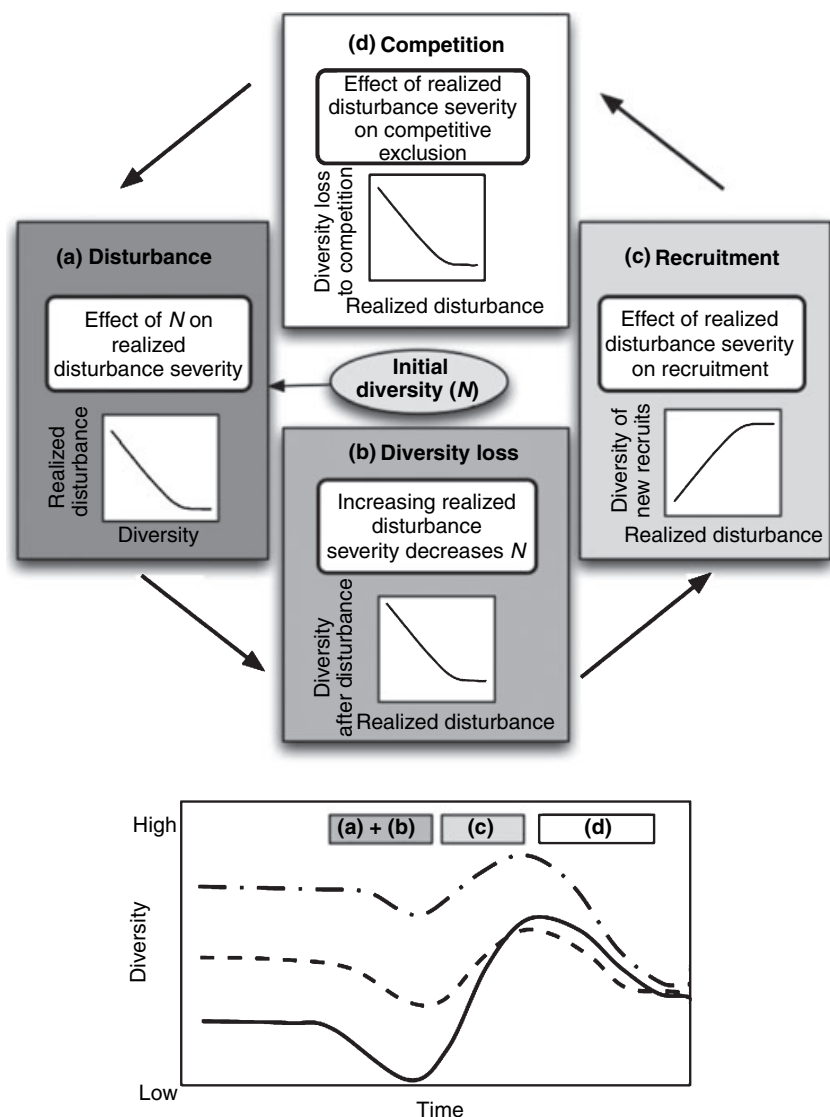 (d) Competition
Effect of realized
disturbance severity
on competitive
exclusion
Diversity loss
to competition
Realized disturbance
(a) Disturbance
Effect of N on
realized
disturbance severity
Realized
disturbance
Diversity
Initial
diversity (N)
(c) Recruitment
Effect of realized
disturbance severity
on recruitment
Diversity of
new recruits
Realized disturbance
(b) Diversity loss
Increasing realized
disturbance
severity decreases N
Diversity
after disturbance
Realized disturbance
High
(a) + (b)
(c)
(d)
Diversity
Low
Time